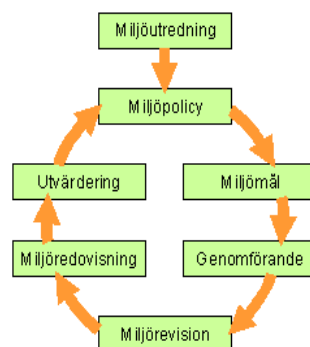 Miljöutredning
Miljöpolicy
Utvärdering
Miljömål
Miljöredovisning
Genomförande
Miljörevision